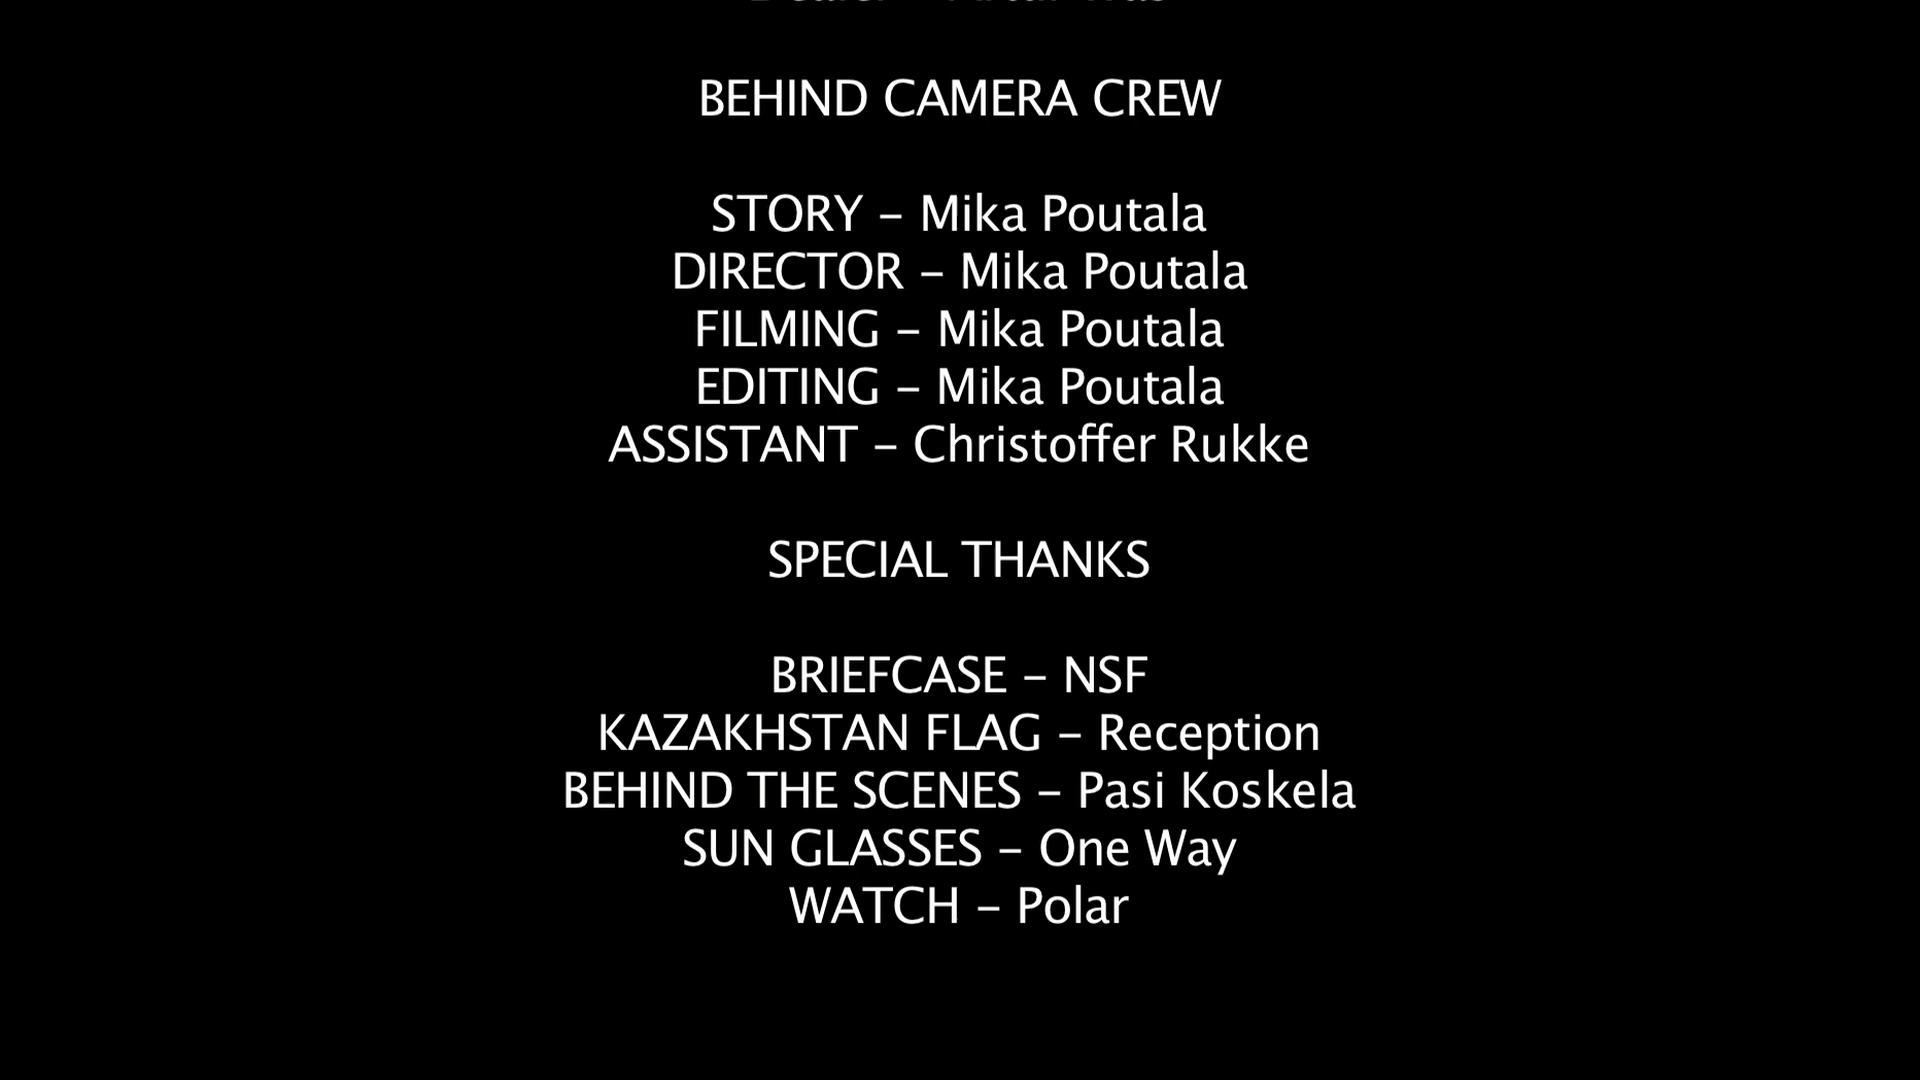 BEHIND CAMERA CREW
STORY – Mika Poutala
DIRECTOR – Mika Poutala
FILMING – Mika Poutala
EDITING – Mika Poutala
ASSISTANT – Christoffer Rukke
SPECIAL THANKS
BRIEFCASE – NSF
KAZAKHSTAN FLAG – Reception
BEHIND THE SCENES – Pasi Koskela
SUN GLASSES – One Way
WATCH – Polar